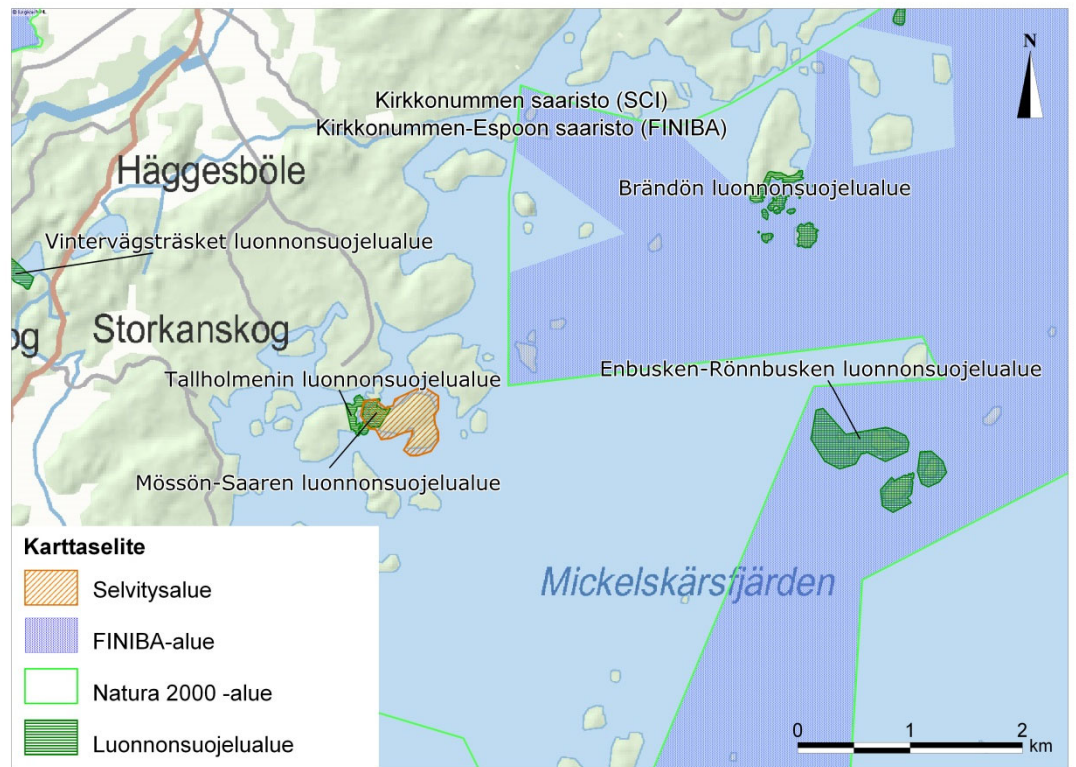 Kirkkonummen saaristo (SCI)
Kirkkonummen-Espoon saaristo (FINIBA)
N
Häggesböle
Brändön luonnonsuojelualue
Vintervägsträsket luonnonsuojelualue
og
Storkanskog
Tallholmenin luonnonsuojelualue
Enbusken-Rönnbusken luonnonsuojelualue
Mössön-Saaren luonnonsuojelualue
Mickelskärsfjärden
Karttaselite
Selvitysalue
FINIBA-alue
Natura 2000 -alue
Luonnonsuojelualue
0 1 2
km